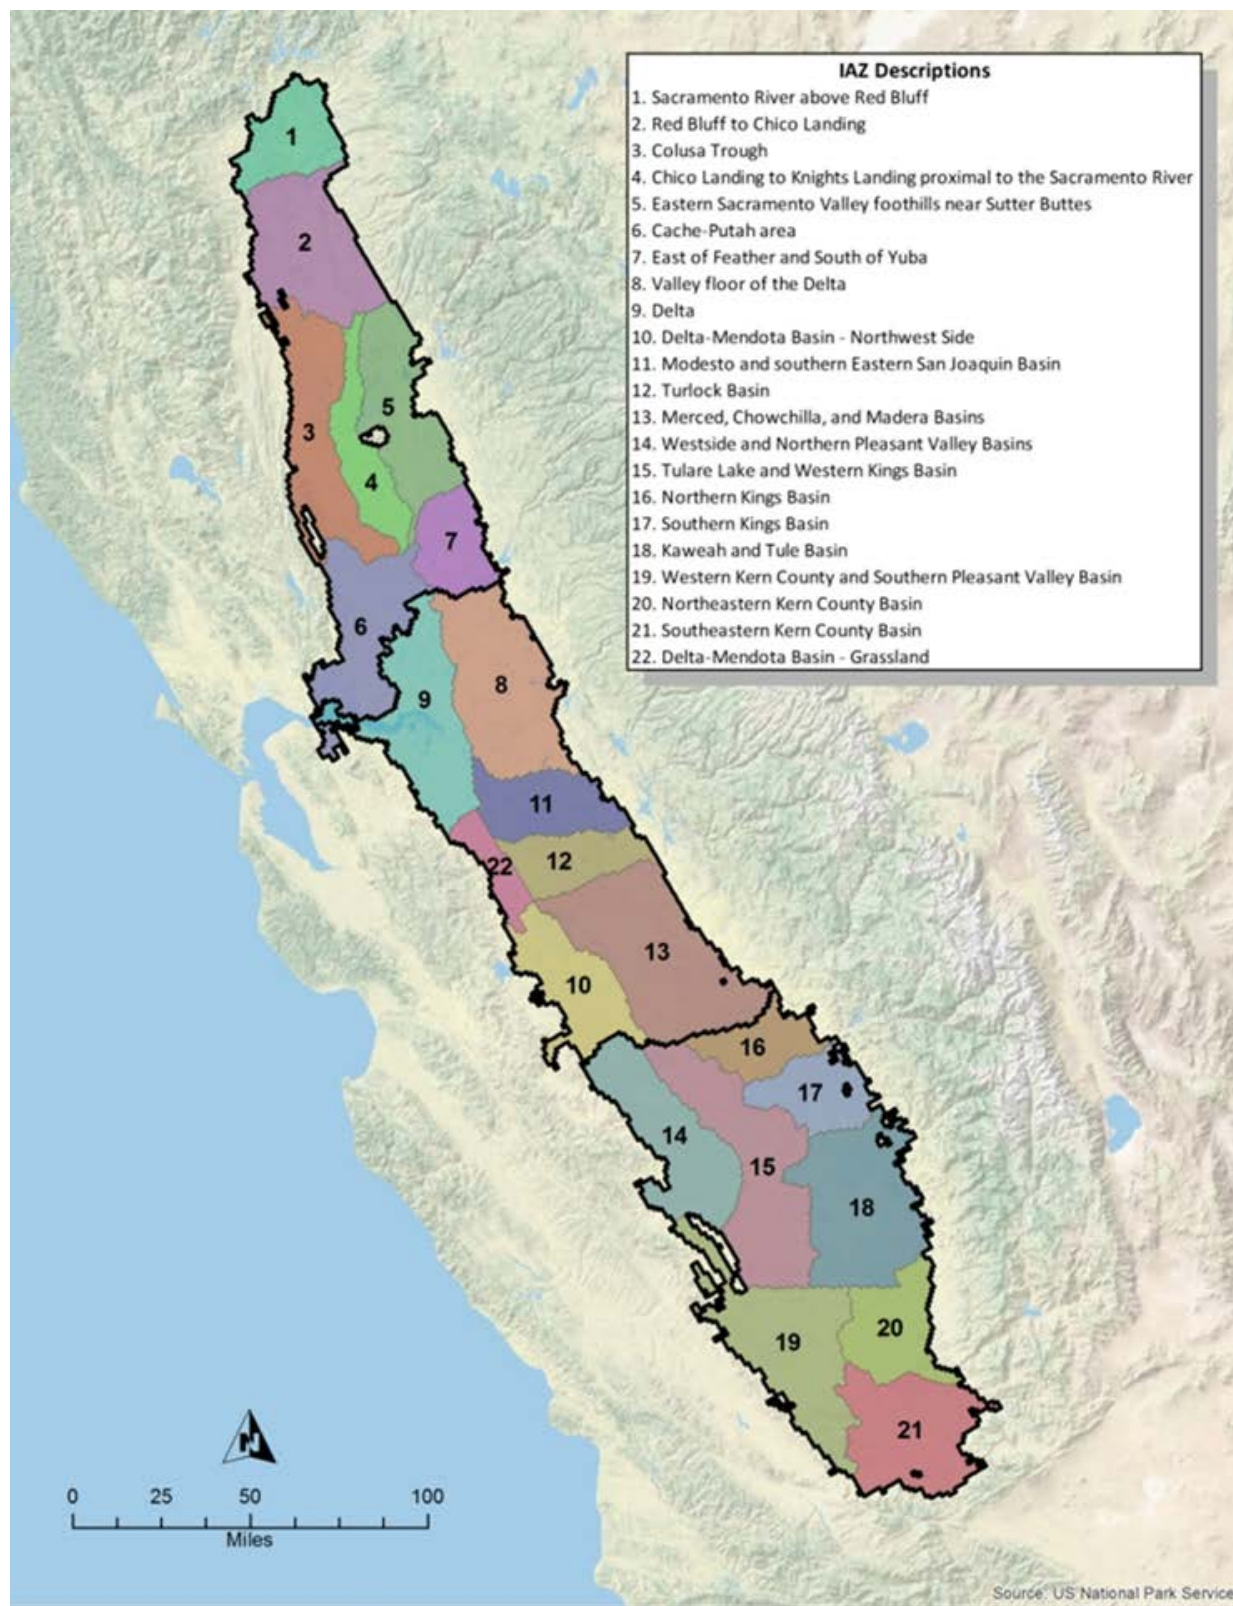 IAZ Descriptions
1. Sacramento River above Red Bluff
2. Red Bluff to Chico Landing
3. Colusa Trough
4. Chico Landing to Knights Landing proximal to the Sacramento River
5. Eastern Sacramento Valley foothills near Sutter Buttes
6. Cache-Putah area
7. East of Feather and South of Yuba
8. Valley floor of the Delta
9. Delta
10. Delta-Mendota Basin - Northwest Side
11. Modesto and southern Eastern San Joaquin Basin
12. Turlock Basin
13. Merced, Chowchilla, and Madera Basins
14. Westside and Northern Pleasant Valley Basins
15. Tulare Lake and Western Kings Basin
16. Northern Kings Basin
17. Southern Kings Basin
18. Kaweah and Tule Basin
19. Western Kern County and Southern Pleasant Valley Basin
20. Northeastern Kern County Basin
21. Southeastern Kern County Basin
22. Delta-Mendota Basin - Grassland
1
2
5
3
4
7
6
8
9
11
12
22
13
10
16
17
14
15
18
20
19
21
N
0 25 50 100
Miles
Source: US National Park Service